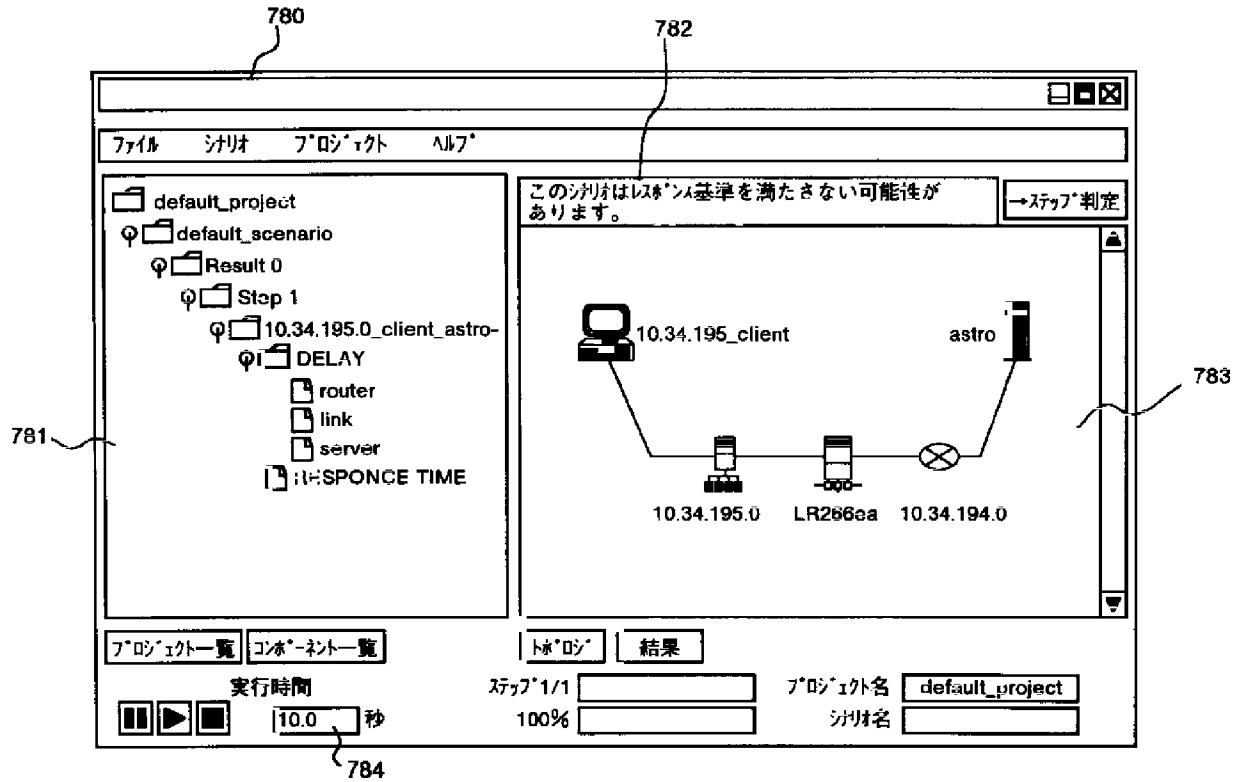 780
782
ファイル シナリオ プロジェクト ヘルプ
default_project
default_scenario
Result 0
Step 1
10.34.195.0_client_astro-
DELAY
router
link
server
RESPONCE TIME
781
このシナリオはレスポンス基準を満たさない可能性が
あります。
→ステップ判定
10.34.195_client
astro
10.34.195.0
LR266ea
10.34.194.0
783
プロジェクト一覧 コンポーネント一覧
トポロジ 結果
実行時間
10.0 秒
784
ステップ1/1
100%
プロジェクト名 default_project
シナリオ名